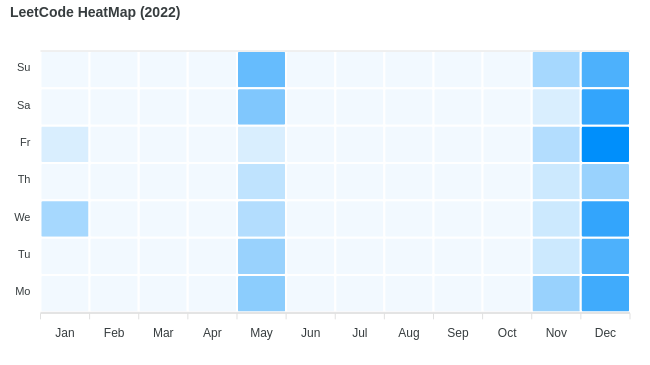 LeetCode HeatMap (2022)
Su
Sa
Fr
Th
We
Tu
Mo
Jan Feb Mar Apr May Jun Jul Aug Sep Oct Nov Dec